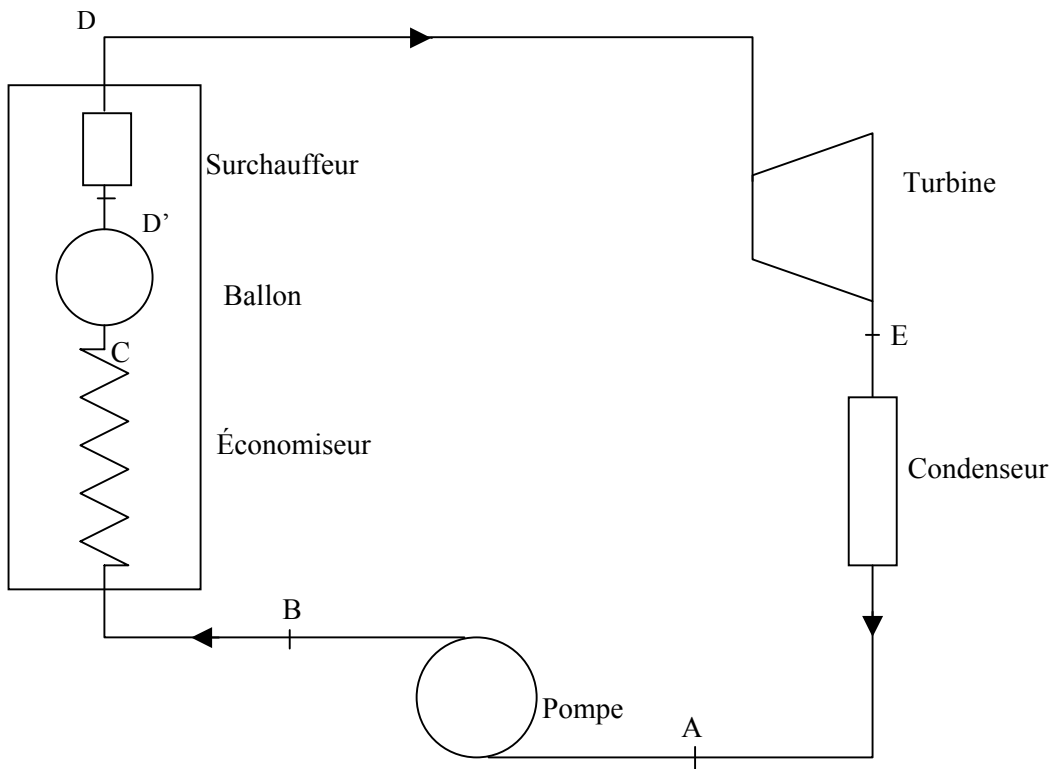 D
Surchauffeur
Turbine
D’
Ballon
E
C
Économiseur
Condenseur
B
Pompe
A